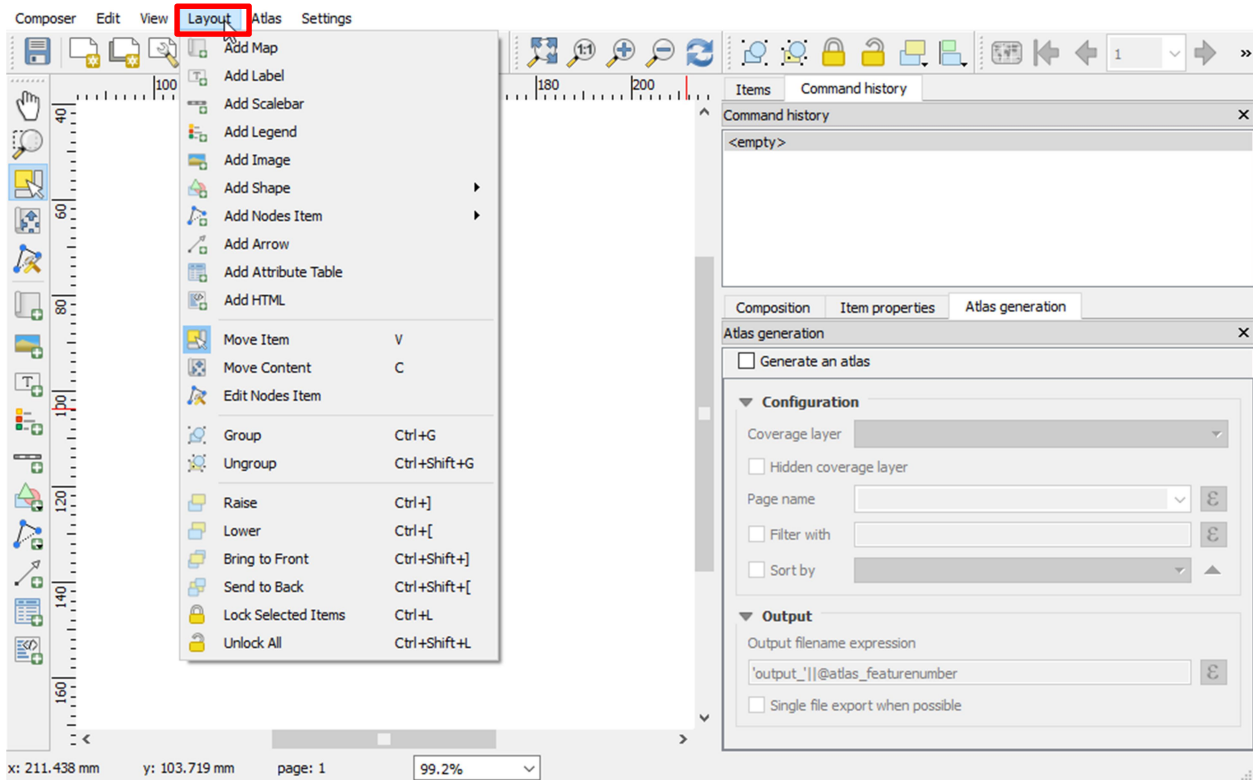 Composer Edit View Layout Atlas Settings
1:1 1 »
Add Map
Add Label
Add Scalebar
Add Legend
Add Image
Add Shape
Add Nodes Item
Add Arrow
Add Attribute Table
Add HTML
Move Item V
Move Content C
Edit Nodes Item
Group Ctrl+G
Ungroup Ctrl+Shift+G
Raise Ctrl+]
Lower Ctrl+[
Bring to Front Ctrl+Shift+]
Send to Back Ctrl+Shift+[
Lock Selected Items Ctrl+L
Unlock All Ctrl+Shift+L
100 180 200
40
60
80
100
120
140
160
Items Command history
Command history
<empty>
Composition Item properties Atlas generation
Atlas generation
Generate an atlas
Configuration
Coverage layer
Hidden coverage layer
Page name ε
Filter with ε
Sort by
Output
Output filename expression
'output_'||@atlas_featurenumber ε
Single file export when possible
x: 211.438 mm y: 103.719 mm page: 1 99.2%